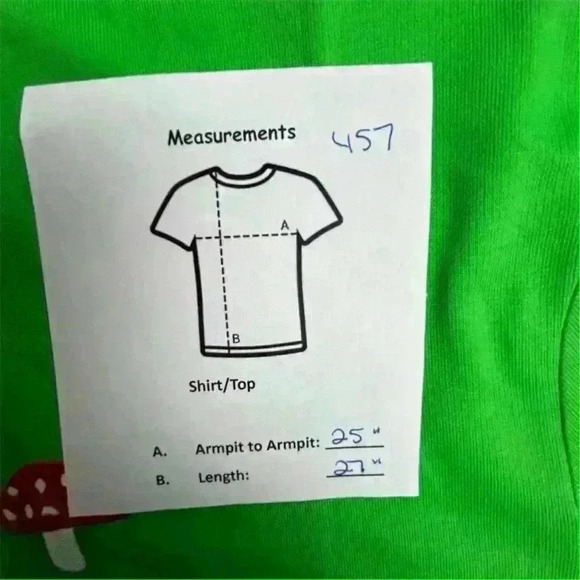 Measurements 457
A
B
Shirt/Top
A. Armpit to Armpit: 25"
B. Length: 27"